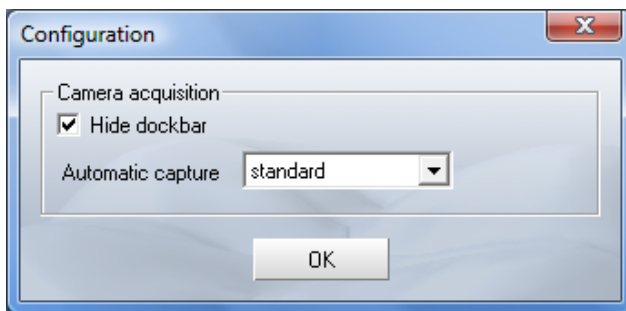 Configuration
Camera acquisition
Hide dockbar
Automatic capture standard
OK